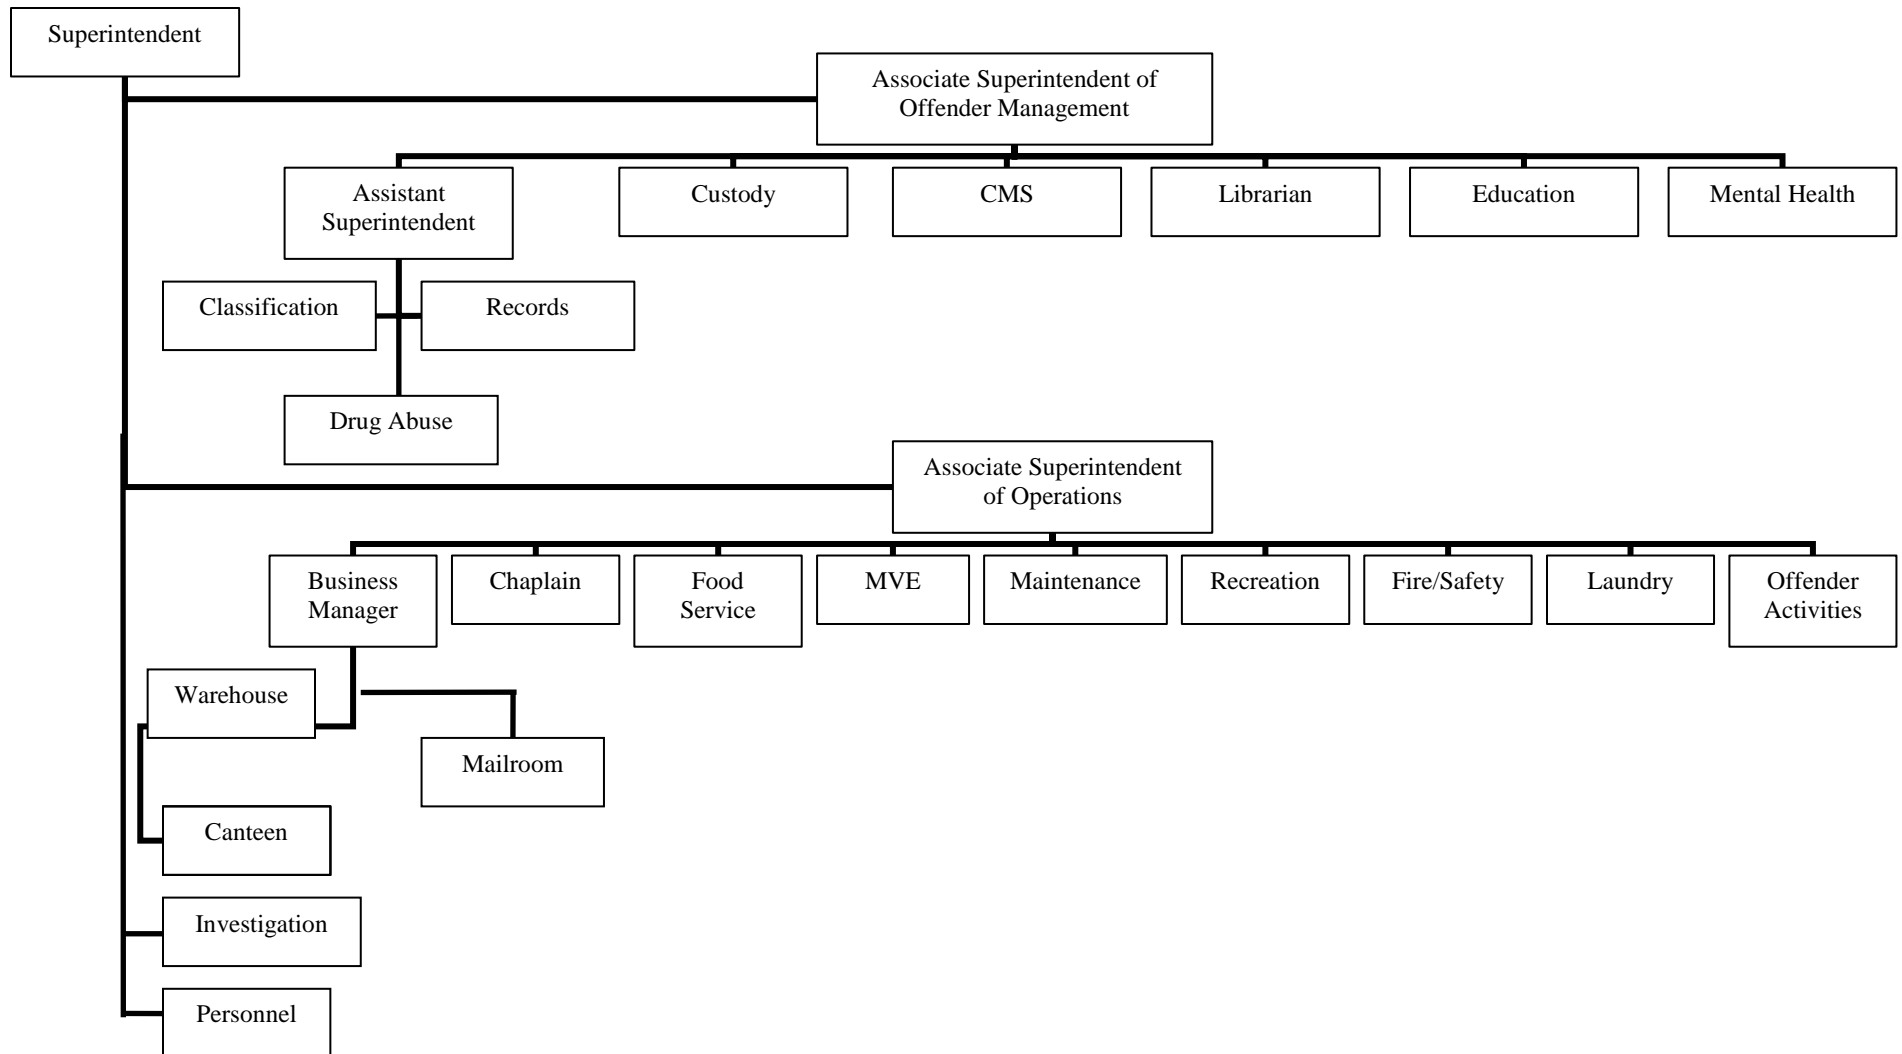 Superintendent
Associate Superintendent of
Offender Management
Assistant
Superintendent
Custody
CMS
Librarian
Education
Mental Health
Classification
Records
Drug Abuse
Associate Superintendent
of Operations
Business
Manager
Chaplain
Food
Service
MVE
Maintenance
Recreation
Fire/Safety
Laundry
Offender
Activities
Warehouse
Mailroom
Canteen
Investigation
Personnel